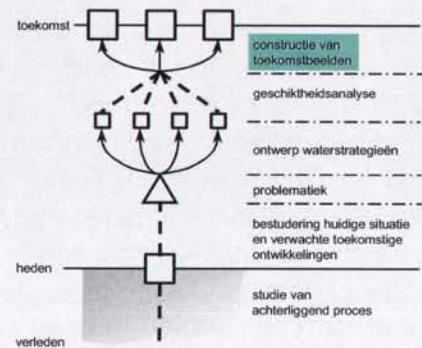 toekomst
constructie van
toekomstbeelden
geschiktheidsanalyse
ontwerp waterstrategieën
problematiek
bestudering huidige situatie
en verwachte toekomstige
ontwikkelingen
heden
studie van
achterliggend proces
verleden